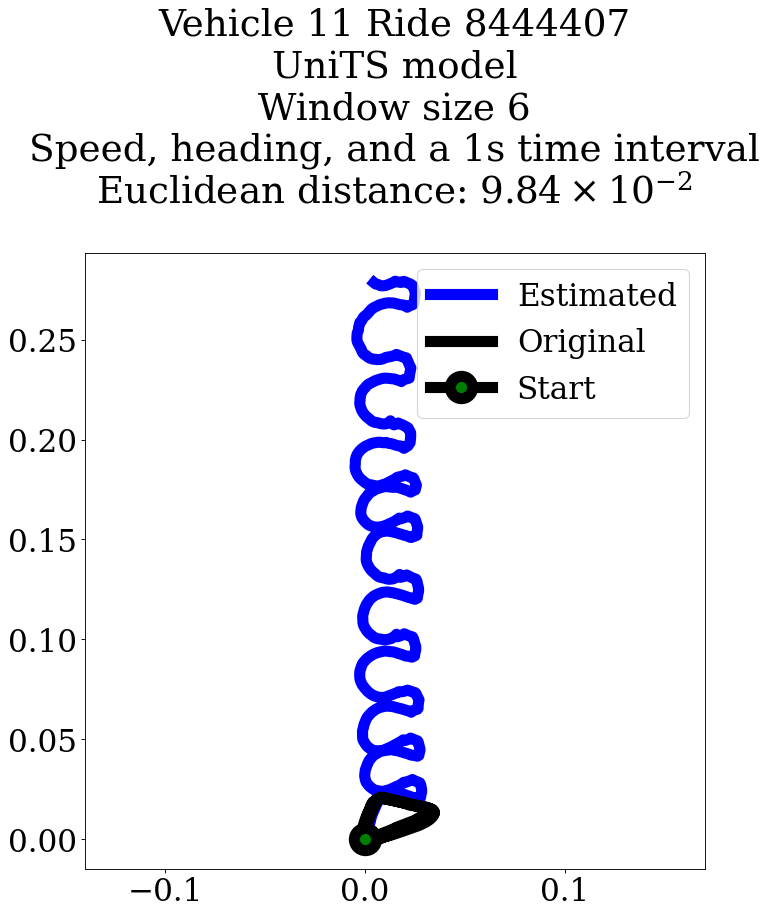 Vehicle 11 Ride 8444407
UniTS model
Window size 6
Speed, heading, and a 1s time interval
Euclidean distance: 9.84 × 10⁻²
Estimated
Original
Start
0.25
0.20
0.15
0.10
0.05
0.00
−0.1
0.0
0.1